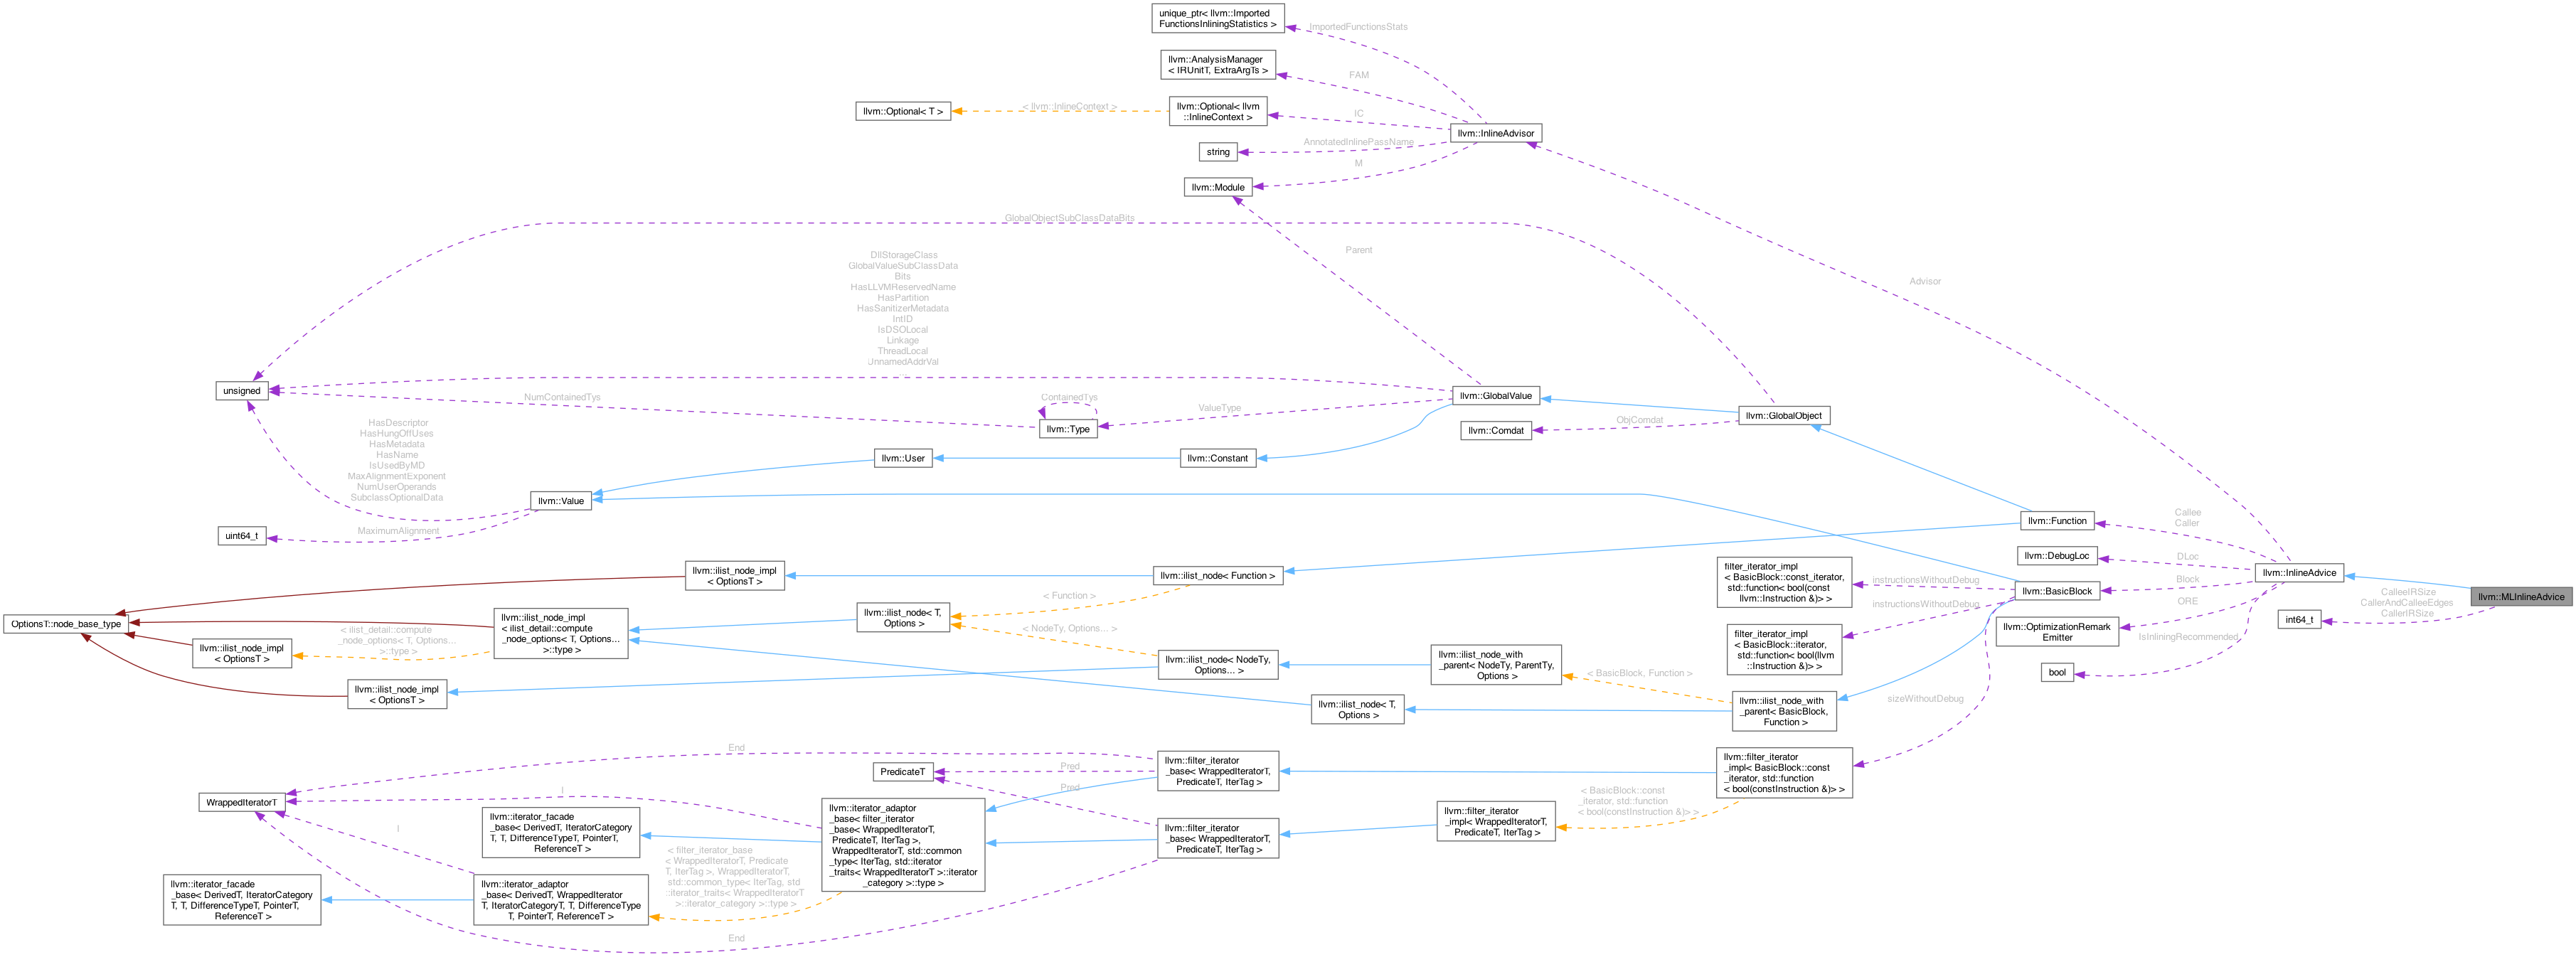 unique_ptr< llvm::Imported
FunctionsInliningStatistics >
ImportedFunctionsStats
llvm::AnalysisManager
< IRUnitT, ExtraArgTs >
FAM
llvm::Optional< T >
< llvm::InlineContext >
llvm::Optional< llvm
::InlineContext >
IC
llvm::InlineAdvisor
string
AnnotatedInlinePassName
M
llvm::Module
GlobalObjectSubClassDataBits
Parent
Advisor
DllStorageClass
GlobalValueSubClassData
Bits
HasLLVMReservedName
HasPartition
HasSanitizerMetadata
IntID
IsDSOLocal
Linkage
ThreadLocal
UnnamedAddrVal
...
unsigned
NumContainedTys
ContainedTys
llvm::Type
ValueType
llvm::GlobalValue
llvm::Comdat
ObjComdat
llvm::GlobalObject
HasDescriptor
HasHungOffUses
HasMetadata
HasName
IsUsedByMD
MaxAlignmentExponent
NumUserOperands
SubclassOptionalData
llvm::User
llvm::Constant
llvm::Value
uint64_t
MaximumAlignment
llvm::Function
Callee
Caller
llvm::DebugLoc
DLoc
llvm::InlineAdvice
llvm::ilist_node_impl
< OptionsT >
llvm::ilist_node< Function >
filter_iterator_impl
< BasicBlock::const_iterator,
std::function< bool(const
llvm::Instruction &)> >
instructionsWithoutDebug
llvm::BasicBlock
Block
llvm::MLInlineAdvice
CalleeIRSize
CallerAndCalleeEdges
CallerIRSize
int64_t
OptionsT::node_base_type
llvm::ilist_node_impl
< OptionsT >
< ilist_detail::compute
_node_options< T, Options...
>::type >
llvm::ilist_node_impl
< ilist_detail::compute
_node_options< T, Options...
>::type >
llvm::ilist_node< T,
Options >
< Function >
< NodeTy, Options... >
filter_iterator_impl
< BasicBlock::iterator,
std::function< bool(llvm
::Instruction &)> >
instructionsWithoutDebug
llvm::OptimizationRemark
Emitter
ORE
IsInliningRecommended
bool
llvm::ilist_node_impl
< OptionsT >
llvm::ilist_node< NodeTy,
Options... >
llvm::ilist_node_with
_parent< NodeTy, ParentTy,
Options >
< BasicBlock, Function >
llvm::ilist_node< T,
Options >
llvm::ilist_node_with
_parent< BasicBlock,
Function >
sizeWithoutDebug
End
PredicateT
Pred
Pred
llvm::filter_iterator
_base< WrappedIteratorT,
PredicateT, IterTag >
llvm::filter_iterator
_impl< BasicBlock::const
_iterator, std::function
< bool(constInstruction &)> >
WrappedIteratorT
I
I
llvm::iterator_facade
_base< DerivedT, IteratorCategory
T, T, DifferenceTypeT, PointerT,
ReferenceT >
llvm::iterator_adaptor
_base< filter_iterator
_base< WrappedIteratorT,
PredicateT, IterTag >,
WrappedIteratorT, std::common
_type< IterTag, std::iterator
_traits< WrappedIteratorT >::iterator
_category >::type >
llvm::filter_iterator
_base< WrappedIteratorT,
PredicateT, IterTag >
llvm::filter_iterator
_impl< WrappedIteratorT,
PredicateT, IterTag >
< BasicBlock::const
_iterator, std::function
< bool(constInstruction &)> >
llvm::iterator_facade
_base< DerivedT, IteratorCategory
T, T, DifferenceTypeT, PointerT,
ReferenceT >
llvm::iterator_adaptor
_base< DerivedT, WrappedIterator
T, IteratorCategoryT, T, DifferenceType
T, PointerT, ReferenceT >
< filter_iterator_base
< WrappedIteratorT, Predicate
T, IterTag >, WrappedIteratorT,
std::common_type< IterTag, std
::iterator_traits< WrappedIteratorT
>::iterator_category >::type >
End